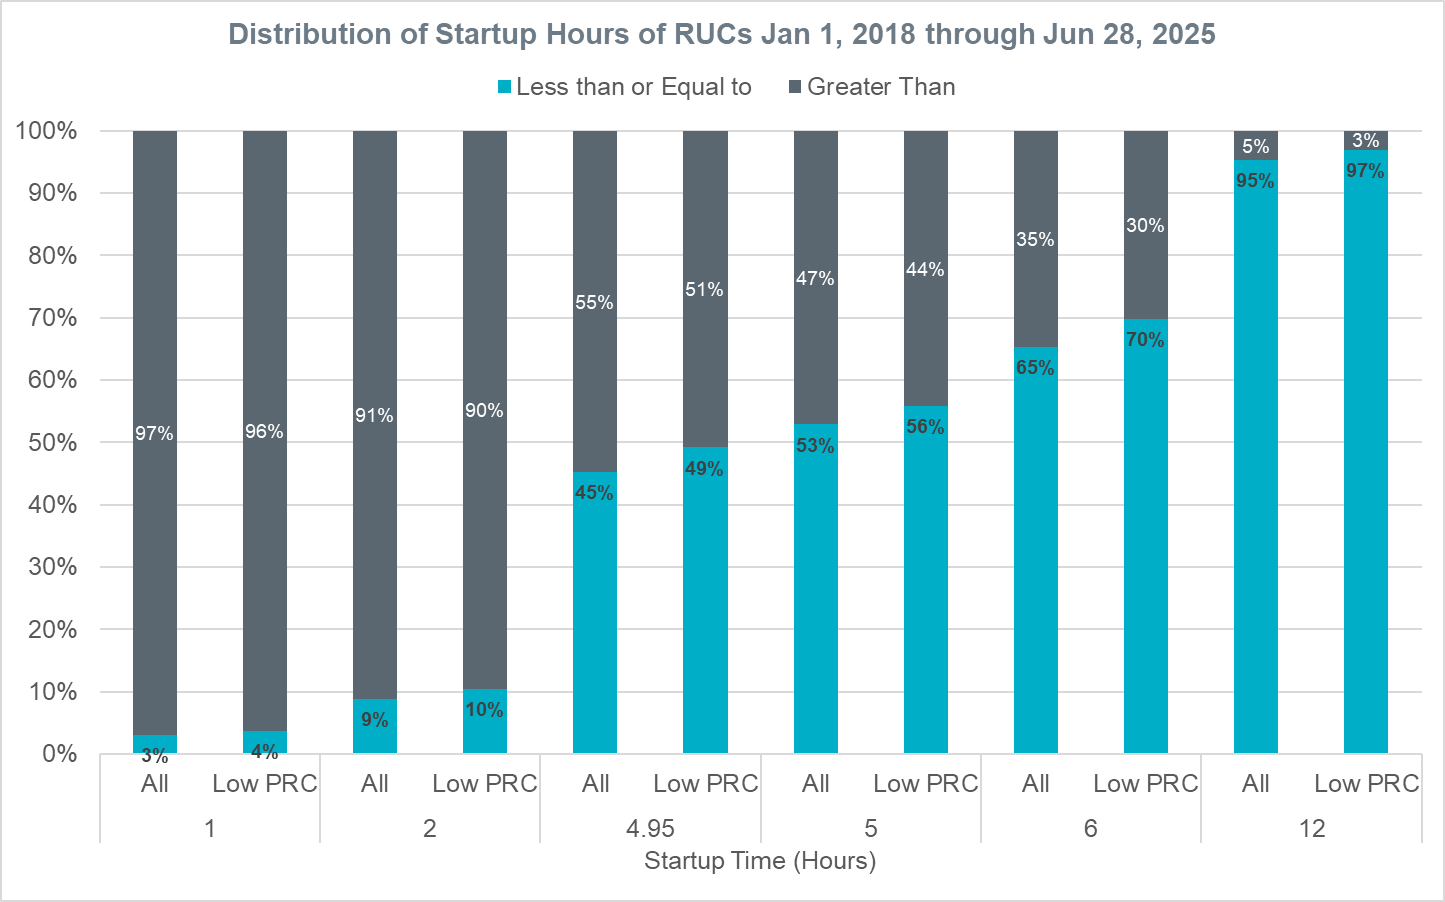 Distribution of Startup Hours of RUCs Jan 1, 2018 through Jun 28, 2025
Less than or Equal to Greater Than
100%
90%
80%
70%
60%
50%
40%
30%
20%
10%
0%
97% 96% 91% 90% 55% 51% 47% 44% 35% 30% 5% 3%
3% 4% 9% 10% 45% 49% 53% 56% 65% 70% 95% 97%
All Low PRC All Low PRC All Low PRC All Low PRC All Low PRC All Low PRC
1 2 4.95 5 6 12
Startup Time (Hours)